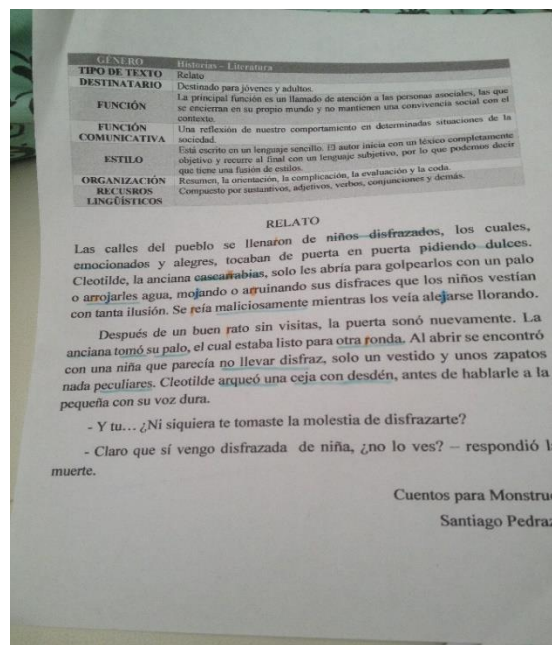 GÉNERO Historias – Literatura
TIPO DE TEXTO Relato
DESTINATARIO Destinado para jóvenes y adultos.
FUNCIÓN La principal función es un llamado de atención a las personas asociales, las que
se encierran en su propio mundo y no mantienen una convivencia social con el
contexto.
FUNCIÓN COMUNICATIVA Una reflexión de nuestro comportamiento en determinadas situaciones de la
sociedad.
ESTILO Está escrito en un lenguaje sencillo. El autor inicia con un léxico completamente
objetivo y recurre al final con un lenguaje subjetivo, por lo que podemos decir
que tiene una fusión de estilos.
ORGANIZACIÓN Resumen, la orientación, la complicación, la evaluación y la coda.
RECUSROS LINGÜÍSTICOS Compuesto por sustantivos, adjetivos, verbos, conjunciones y demás.
RELATO
Las calles del pueblo se llenaron de niños disfrazados, los cuales,
emocionados y alegres, tocaban de puerta en puerta pidiendo dulces.
Cleotilde, la anciana cascarrabias, solo les abría para golpearlos con un palo
o arrojarles agua, mojando o arruinando sus disfraces que los niños vestían
con tanta ilusión. Se reía maliciosamente mientras los veía alejarse llorando.
Después de un buen rato sin visitas, la puerta sonó nuevamente. La
anciana tomó su palo, el cual estaba listo para otra ronda. Al abrir se encontró
con una niña que parecía no llevar disfraz, solo un vestido y unos zapatos
nada peculiares. Cleotilde arqueó una ceja con desdén, antes de hablarle a la
pequeña con su voz dura.
- Y tu… ¿Ni siquiera te tomaste la molestia de disfrazarte?
- Claro que sí vengo disfrazada de niña, ¿no lo ves? – respondió
muerte.
Cuentos para Monstru
Santiago Pedraz